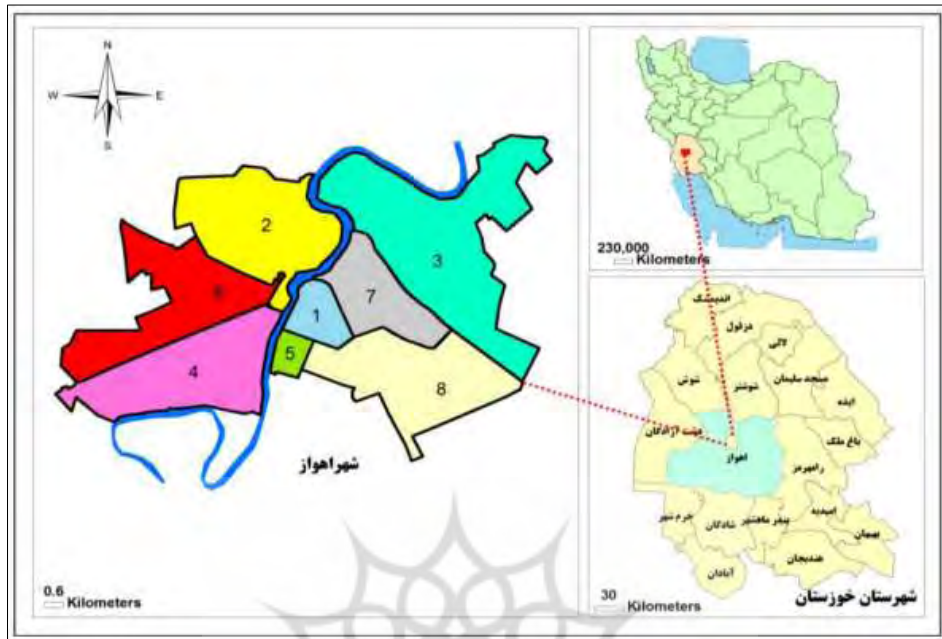 N
W E
S
2
3
6
7
1
4
5
8
شهر اهواز
0.6
Kilometers
230,000
Kilometers
اندیمشک
دزفول
لالی
شوش
شوشتر
مسجد سلیمان
ایذه
دشت آزادگان
باغ ملک
اهواز
رامهرمز
امیدیه
خرم شهر
شادگان
بندر ماهشهر
بهبهان
هندیجان
آبادان
30
Kilometers
شهرستان خوزستان